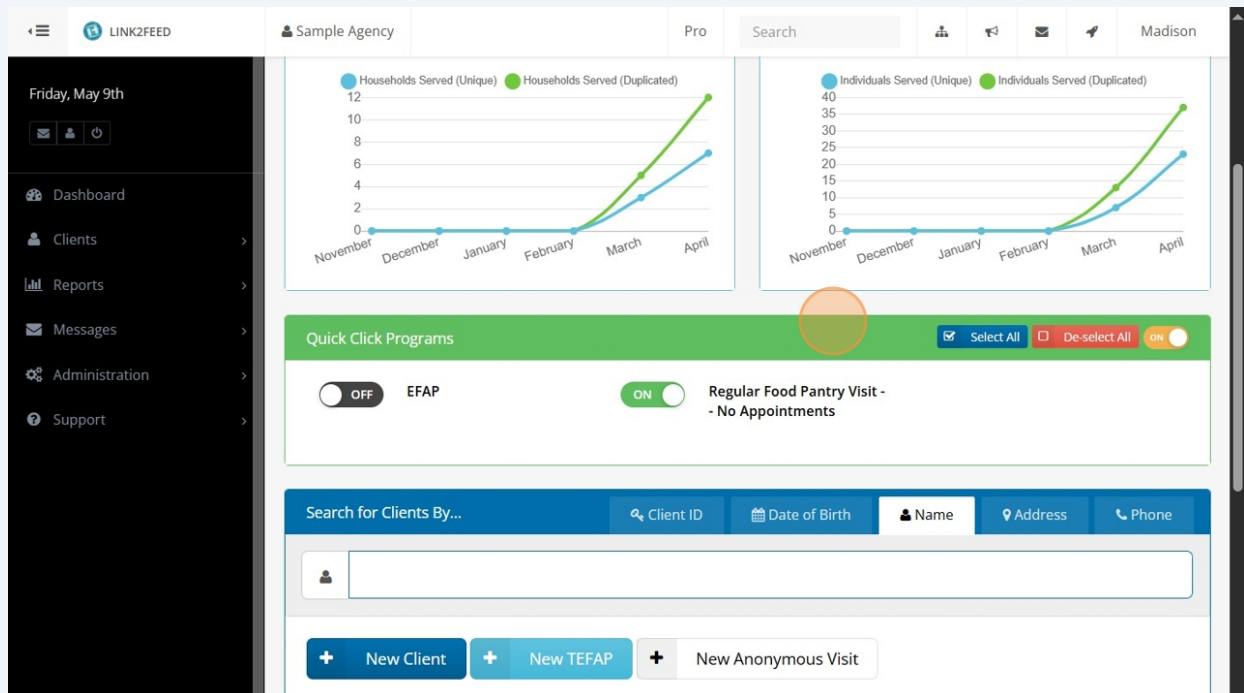 LINK2FEED
Sample Agency
Pro
Search
Madison
Friday, May 9th
Dashboard
Clients
Reports
Messages
Administration
Support
Households Served (Unique) Households Served (Duplicated)
12
10
8
6
4
2
0
November December January February March April
Individuals Served (Unique) Individuals Served (Duplicated)
40
35
30
25
20
15
10
5
0
November December January February March April
Quick Click Programs
Select All
De-select All
ON
OFF
EFAP
ON
Regular Food Pantry Visit -
- No Appointments
Search for Clients By...
Client ID
Date of Birth
Name
Address
Phone
New Client
New TEFAP
New Anonymous Visit